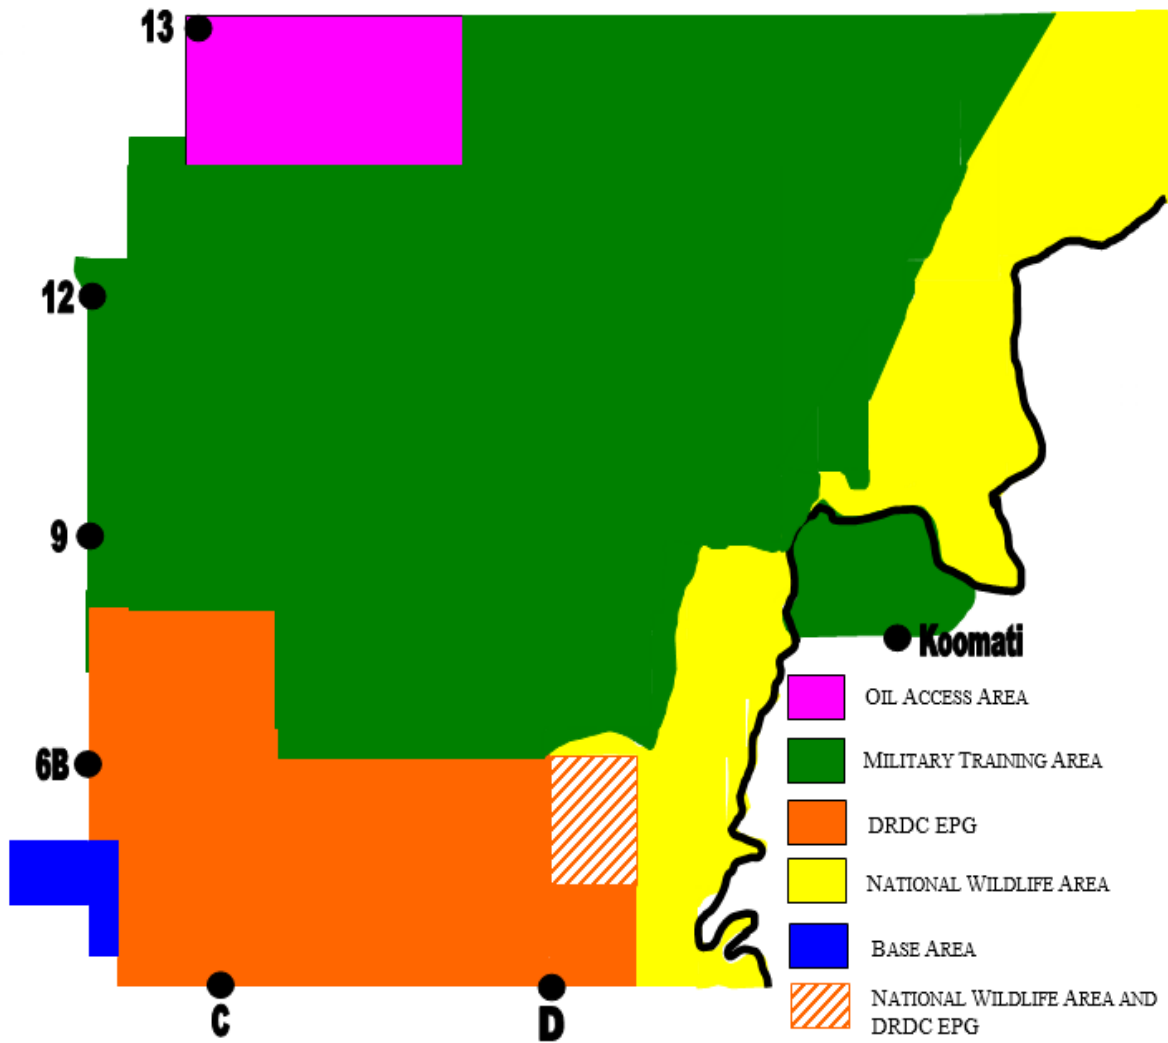 13
12
9
Koomati
OIL ACCESS AREA
MILITARY TRAINING AREA
6B
DRDC EPG
NATIONAL WILDLIFE AREA
BASE AREA
NATIONAL WILDLIFE AREA AND
DRDC EPG
C
D